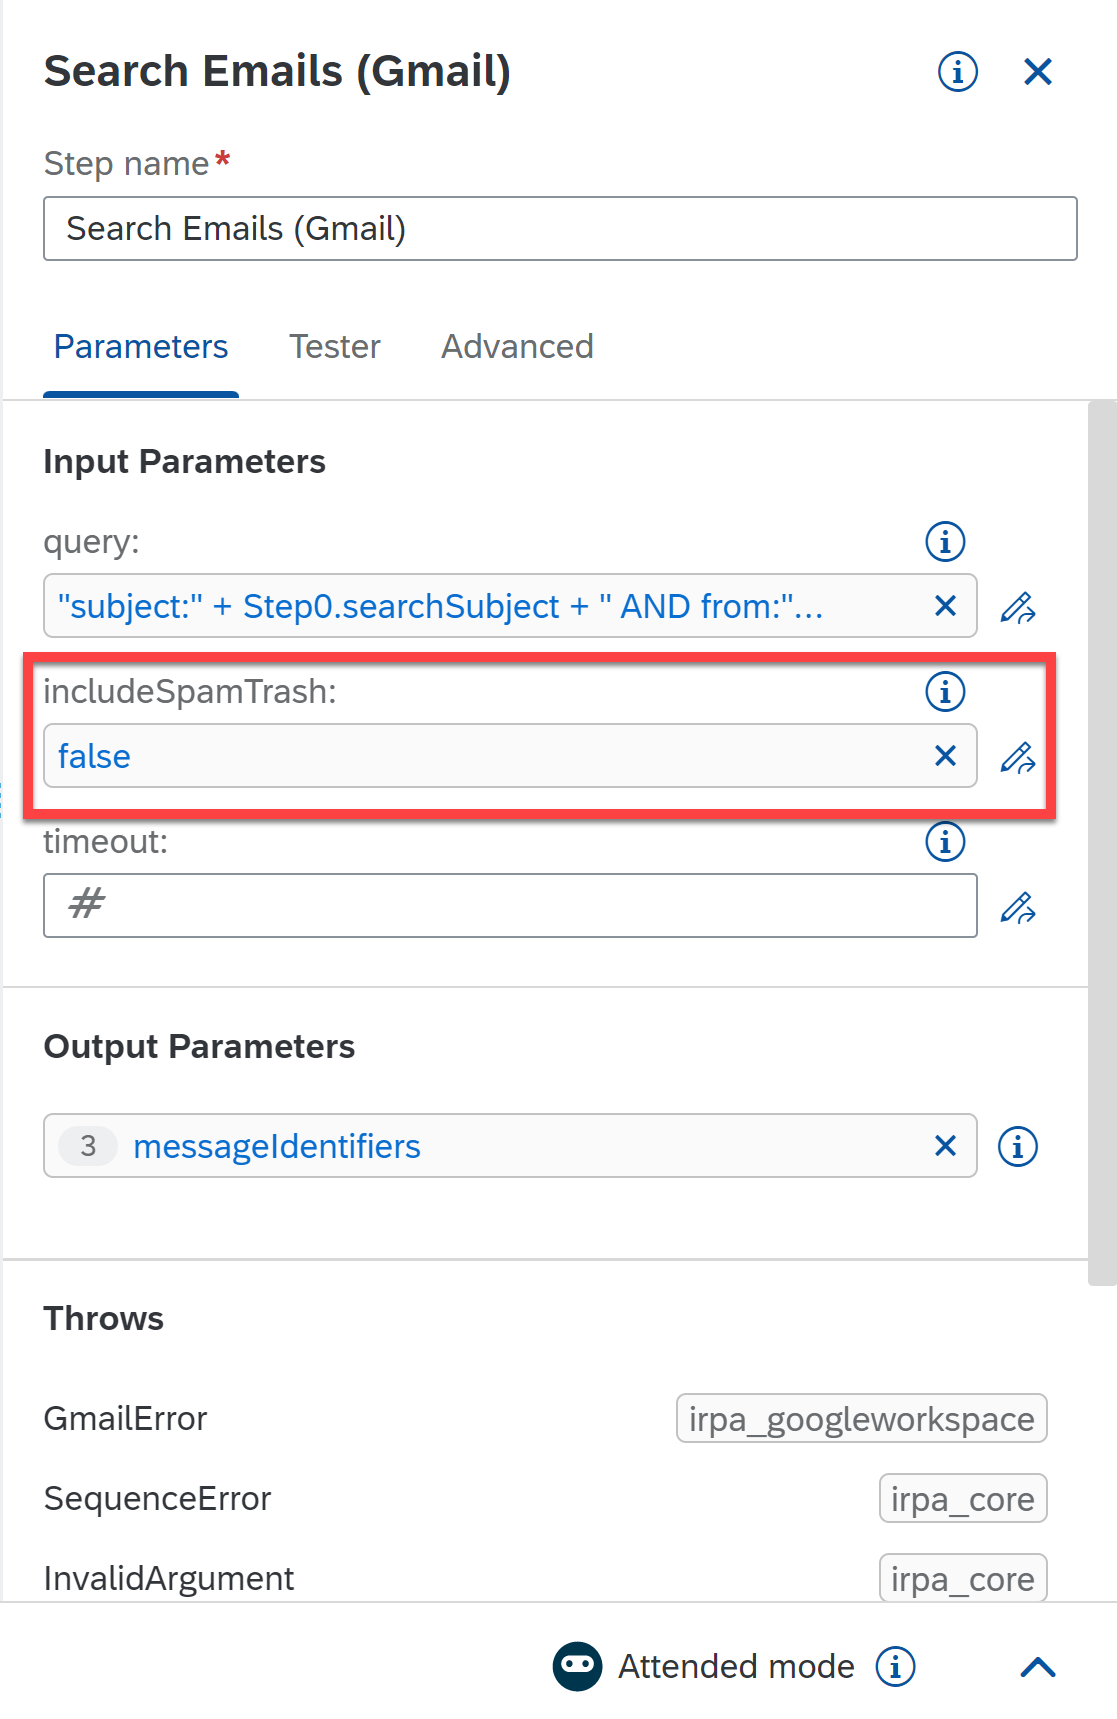 Search Emails (Gmail)
Step name*
Search Emails (Gmail)
Parameters Tester Advanced
Input Parameters
query:
"subject:" + Step0.searchSubject + " AND from:"...
includeSpamTrash:
false
timeout:
#
Output Parameters
3 messageIdentifiers
Throws
GmailError irpa_googleworkspace
SequenceError irpa_core
InvalidArgument irpa_core
Attended mode